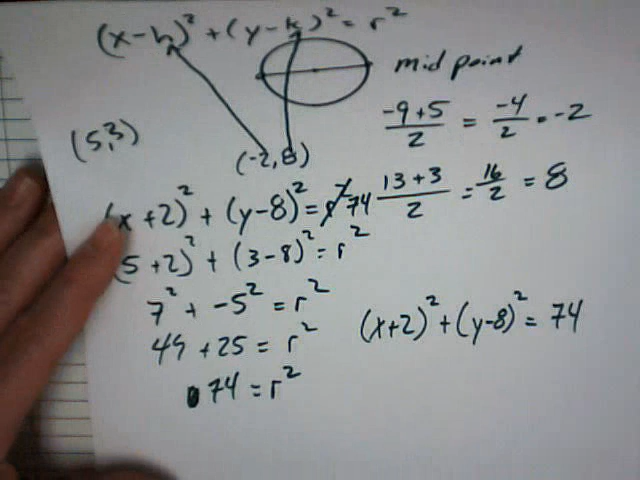 (x-h)² + (y-k)² = r²
mid point
-9+5/2 = -4/2 = -2
(5,3)
(-2,8)
13+3/2 = 16/2 = 8
(x+2)² + (y-8)² = r² 74
(5+2)² + (3-8)² = r²
7² + -5² = r²
49 + 25 = r²
74 = r²
(x+2)² + (y-8)² = 74